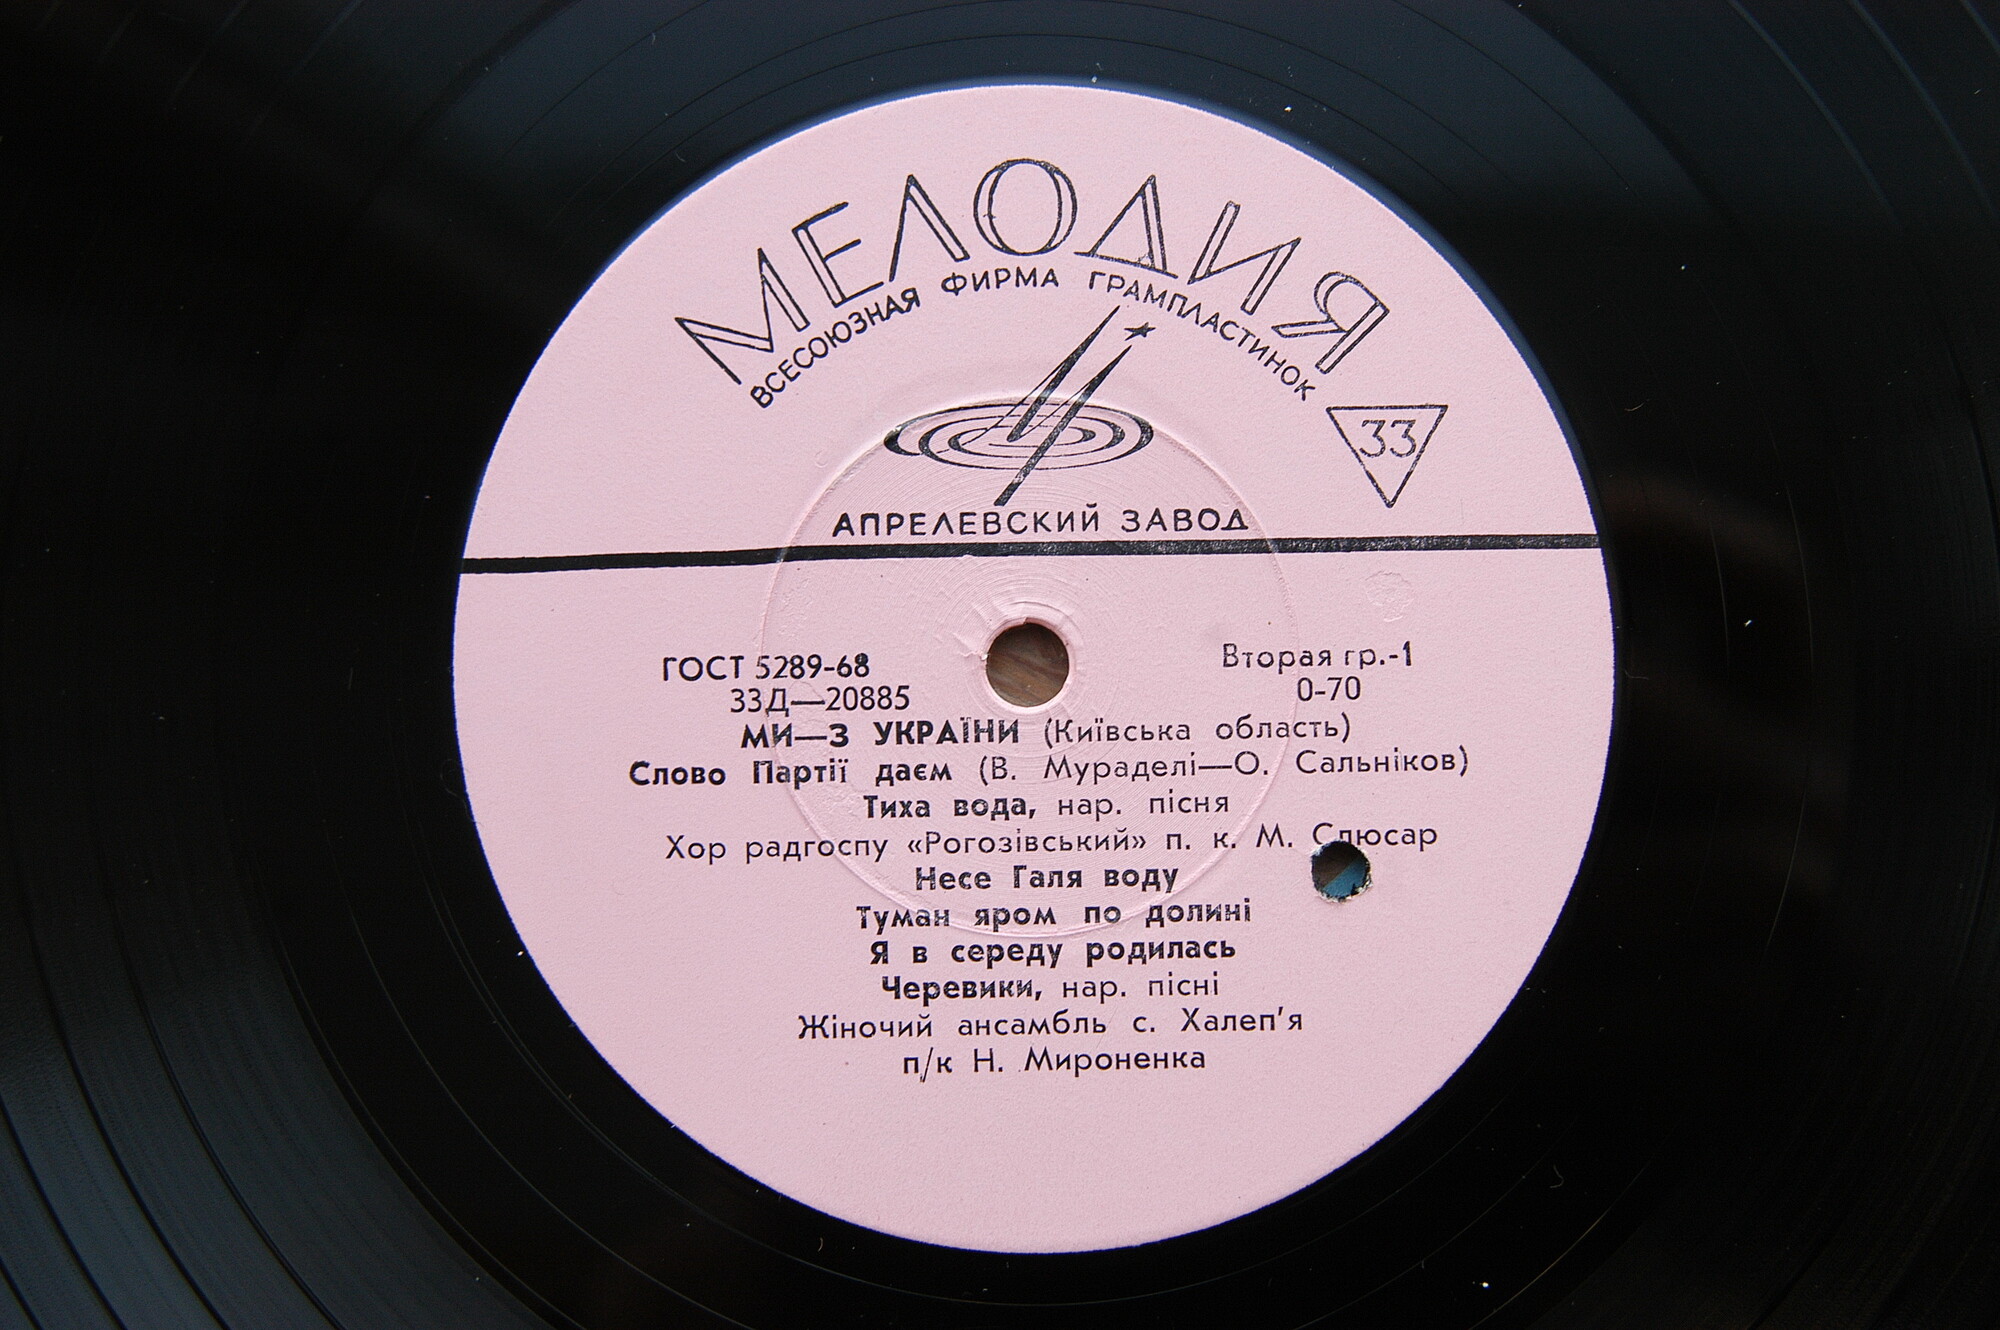 МЕЛОДИЯ
ВСЕСОЮЗНАЯ ФИРМА ГРАМПЛАСТИНОК
33
АПРЕЛЕВСКИЙ ЗАВОД
ГОСТ 5289-68 Вторая гр.-1
33Д—20885 0-70
МИ—З УКРАЇНИ (Київська область)
Слово Партії даєм (В. Мураделі—О. Сальніков)
Тиха вода, нар. пісня
Хор радгоспу «Рогозівський» п. к. М. Слюсар
Несе Галя воду
Туман яром по долині
Я в середу родилась
Черевики, нар. пісні
Жіночий ансамбль с. Халеп'я
п/к Н. Мироненка